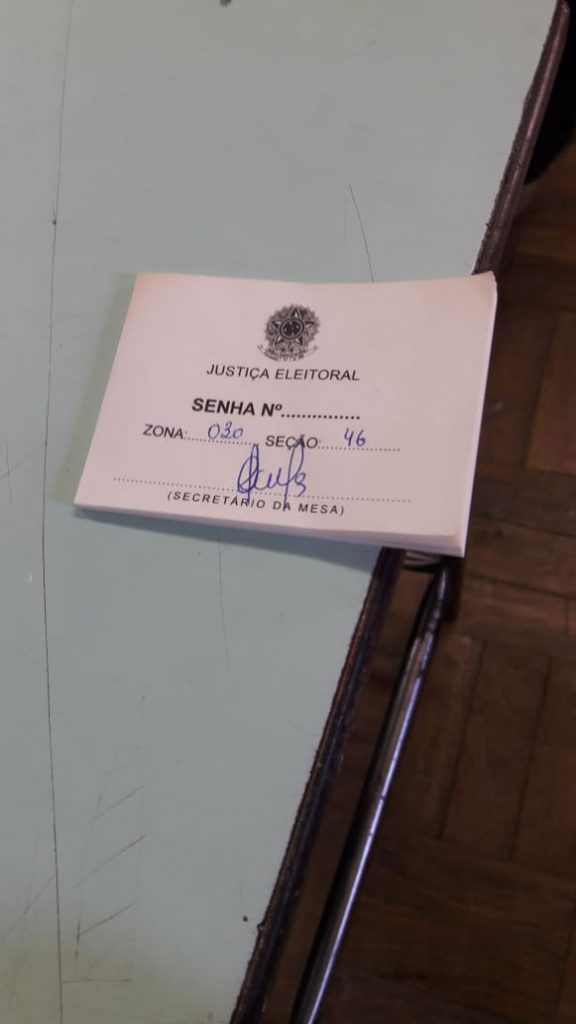 JUSTIÇA ELEITORAL
SENHA Nº..............
ZONA: 030 SEÇÃO: 46
(SECRETÁRIO DA MESA)